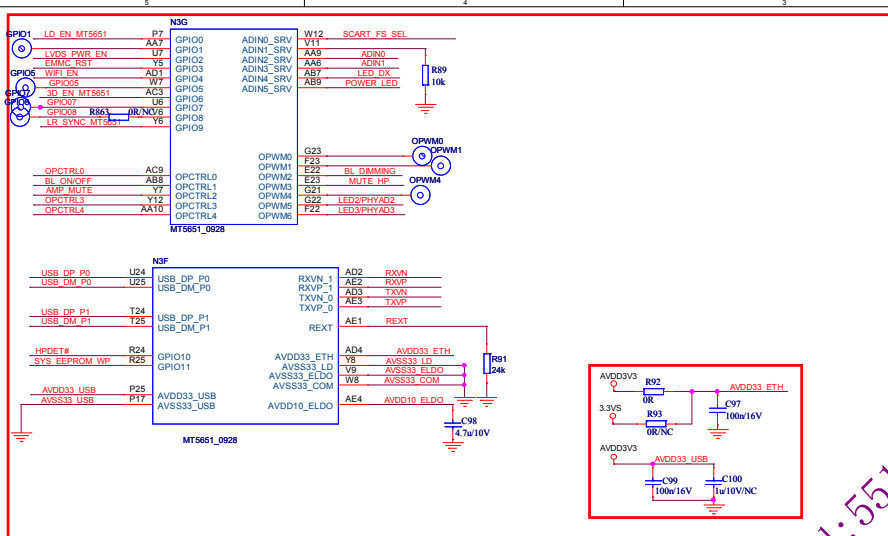 5 4 3
N3G
GPIO1 LD_EN_MT5651 P7 GPIO0 ADIN0_SRV W12 SCART_FS_SEL
AA7 GPIO1 ADIN1_SRV V11
LVDS_PWR_EN U7 GPIO2 ADIN2_SRV AA9 ADIN0
EMMC_RST Y5 GPIO3 ADIN3_SRV AA6 ADIN1
GPIO5 WIFI_EN AD1 GPIO4 ADIN4_SRV AB7 LED_DX
GPIO05 W7 GPIO5 ADIN5_SRV AB9 POWER_LED
R89
10k
GPIO7 3D_EN_MT5651 AC3 GPIO6
GPIO07 U6 GPIO7
GPIO08 R863 0R/NC V6 GPIO8
LR_SYNC_MT5651 Y6 GPIO9
OPWM0 G23 OPWM0
OPWM1 F23 OPWM1
OPCTRL0 AC9 OPCTRL0 OPWM2 E22 BL_DIMMING
BL_ON/OFF AB8 OPCTRL1 OPWM3 E23 MUTE_HP
AMP_MUTE Y7 OPCTRL2 OPWM4 G21 OPWM4
OPCTRL3 Y12 OPCTRL3 OPWM5 G22 LED2/PHYAD2
OPCTRL4 AA10 OPCTRL4 OPWM6 F22 LED3/PHYAD3
MT5651_0928
N3F
USB_DP_P0 U24 USB_DP_P0 RXVN_1 AD2 RXVN
USB_DM_P0 U25 USB_DM_P0 RXVP_1 AE2 RXVP
TXVN_0 AD3 TXVN
TXVP_0 AE3 TXVP
USB_DP_P1 T24 USB_DP_P1
USB_DM_P1 T25 USB_DM_P1 REXT AE1 REXT
HPDET# R24 GPIO10 AVDD33_ETH AD4 AVDD33_ETH
SYS_EEPROM_WP R25 GPIO11 AVSS33_LD Y8 AVSS33_LD
AVSS33_ELDO V9 AVSS33_ELDO
AVSS33_COM W8 AVSS33_COM
R91
24k
AVDD33_USB P25 AVDD33_USB
AVSS33_USB P17 AVSS33_USB AVDD10_ELDO AE4 AVDD10_ELDO
C98
4.7u/10V
MT5651_0928
AVDD3V3 R92 AVDD33_ETH
0R
C97
100n/16V
3.3VS R93
0R/NC
AVDD3V3
AVDD33_USB
C99 C100
100n/16V 1u/10V/NC